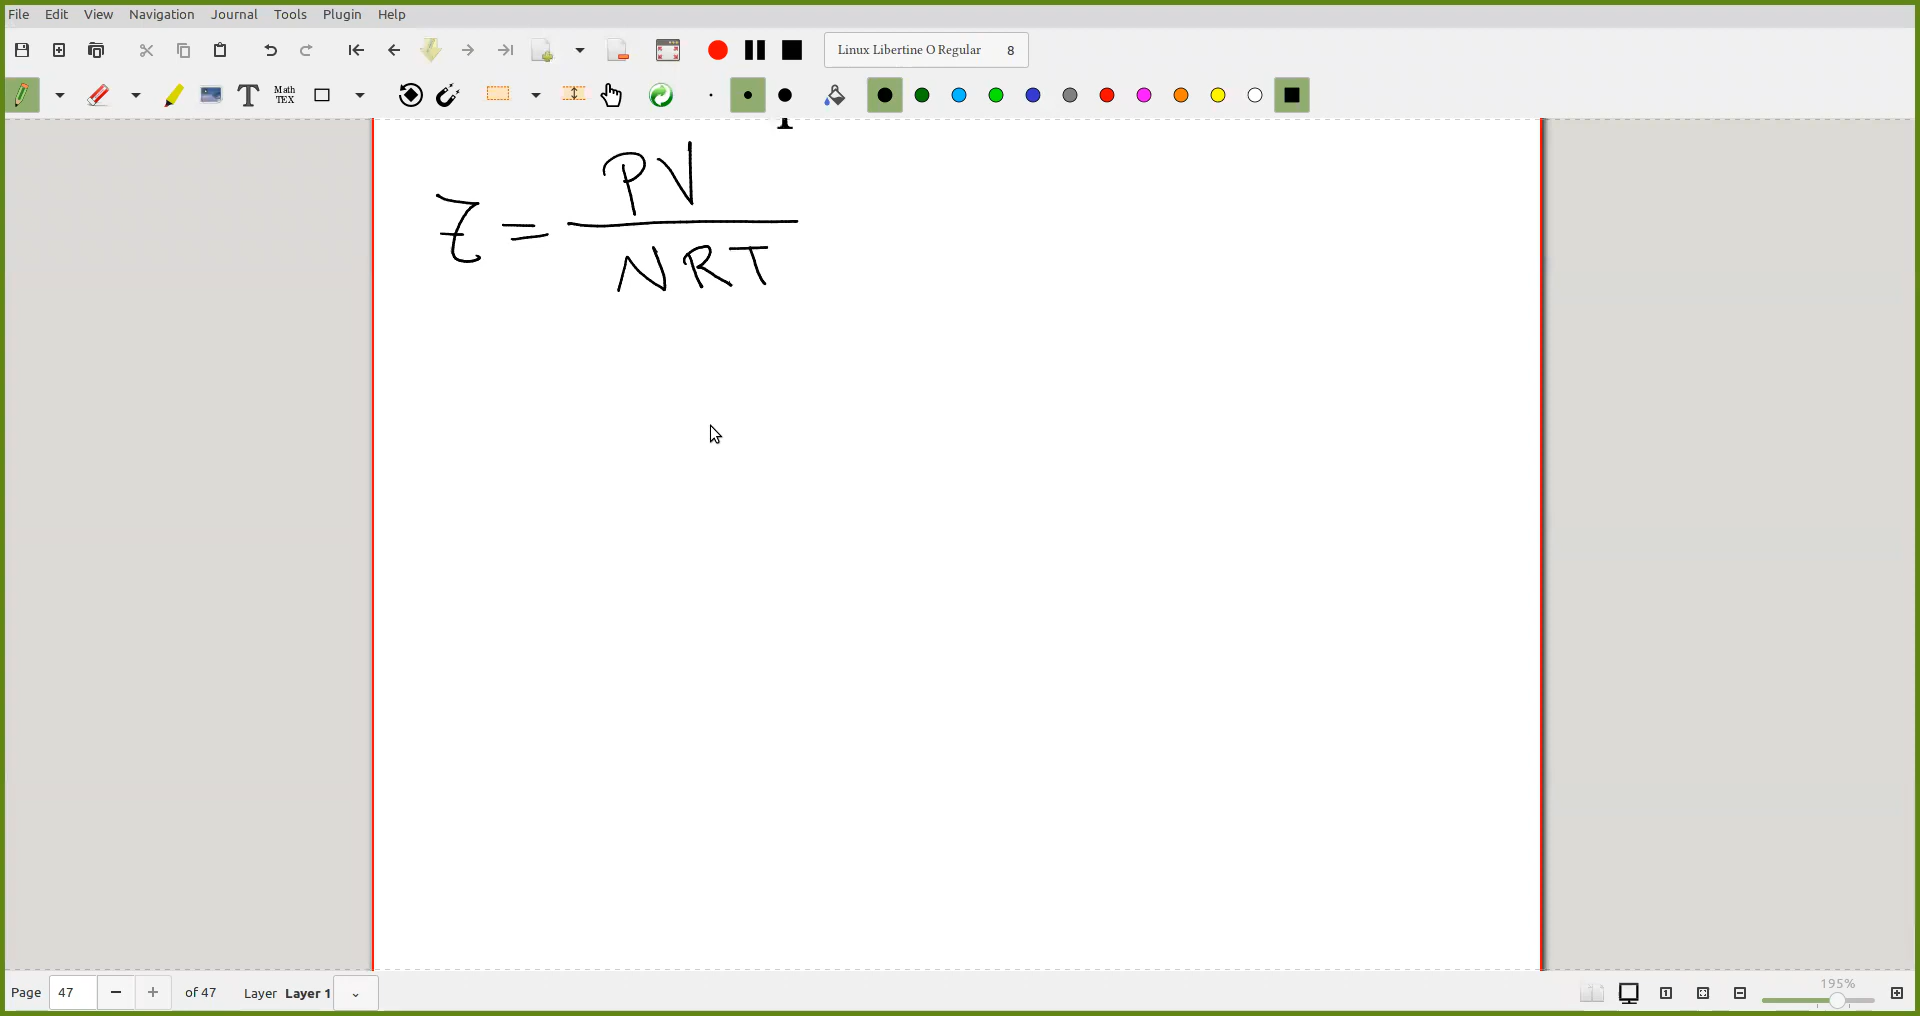 File Edit View Navigation Journal Tools Plugin Help
Linux Libertine O Regular 8
Math
TEX
PV
Z =
NRT
Page 47 of 47 Layer Layer 1
195%